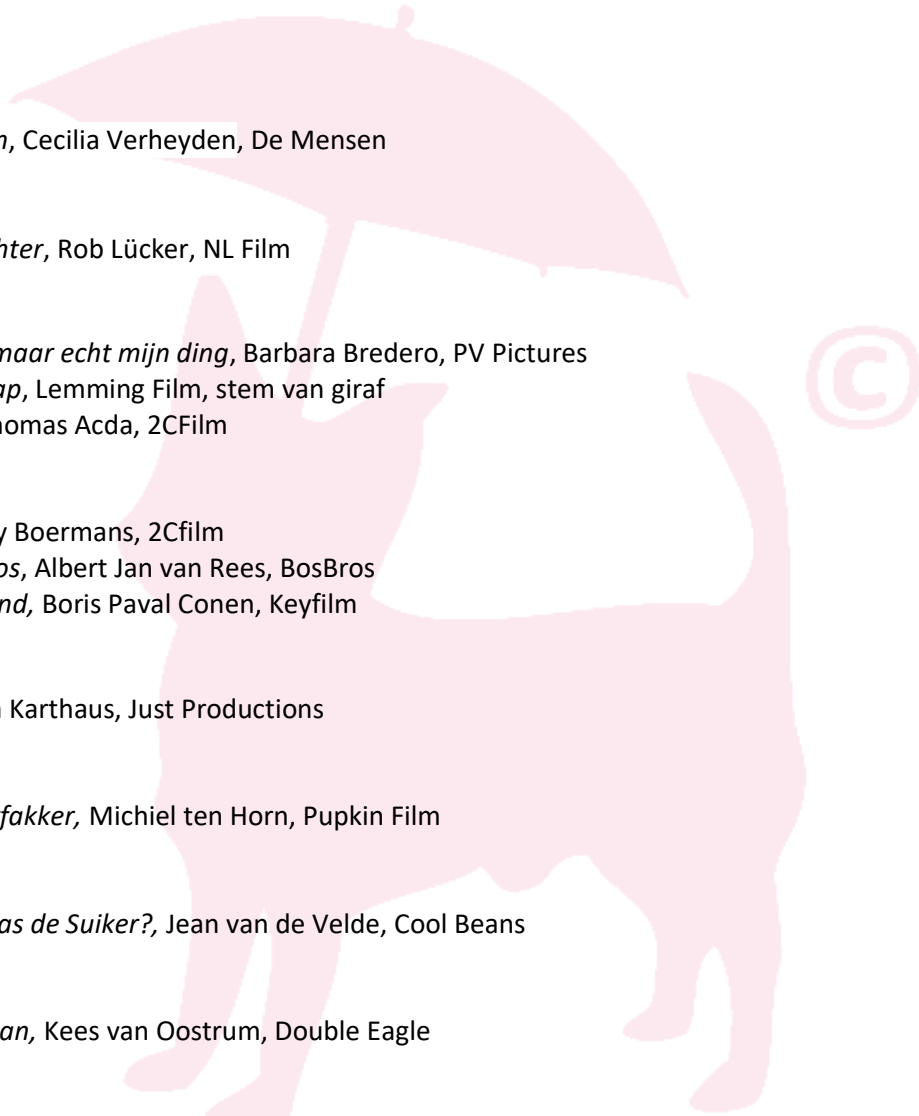 n, Cecilia Verheyden, De Mensen
hter, Rob Lücker, NL Film
maar echt mijn ding, Barbara Bredero, PV Pictures
ap, Lemming Film, stem van giraf
homas Acda, 2CFilm
©
y Boermans, 2Cfilm
os, Albert Jan van Rees, BosBros
nd, Boris Paval Conen, Keyfilm
n Karthaus, Just Productions
fakker, Michiel ten Horn, Pupkin Film
as de Suiker?, Jean van de Velde, Cool Beans
an, Kees van Oostrum, Double Eagle